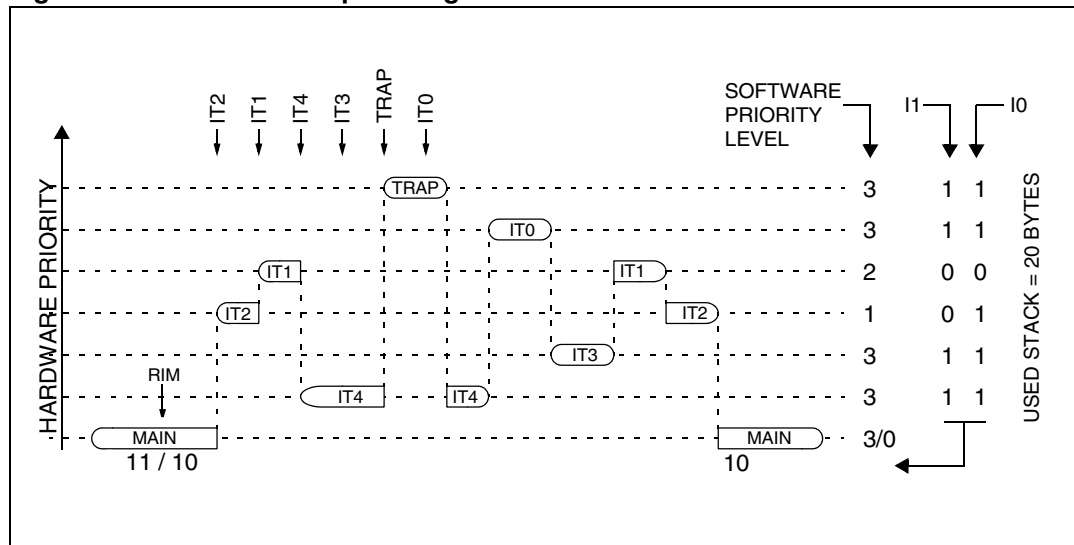 IT2
IT1
IT4
IT3
TRAP
IT0
SOFTWARE
PRIORITY
LEVEL
I1
I0
HARDWARE PRIORITY
USED STACK = 20 BYTES
TRAP
3
1 1
IT0
3
1 1
IT1
IT1
2
0 0
IT2
IT2
1
0 1
IT3
3
1 1
RIM
IT4
IT4
3
1 1
MAIN
MAIN
3/0
11 / 10
10